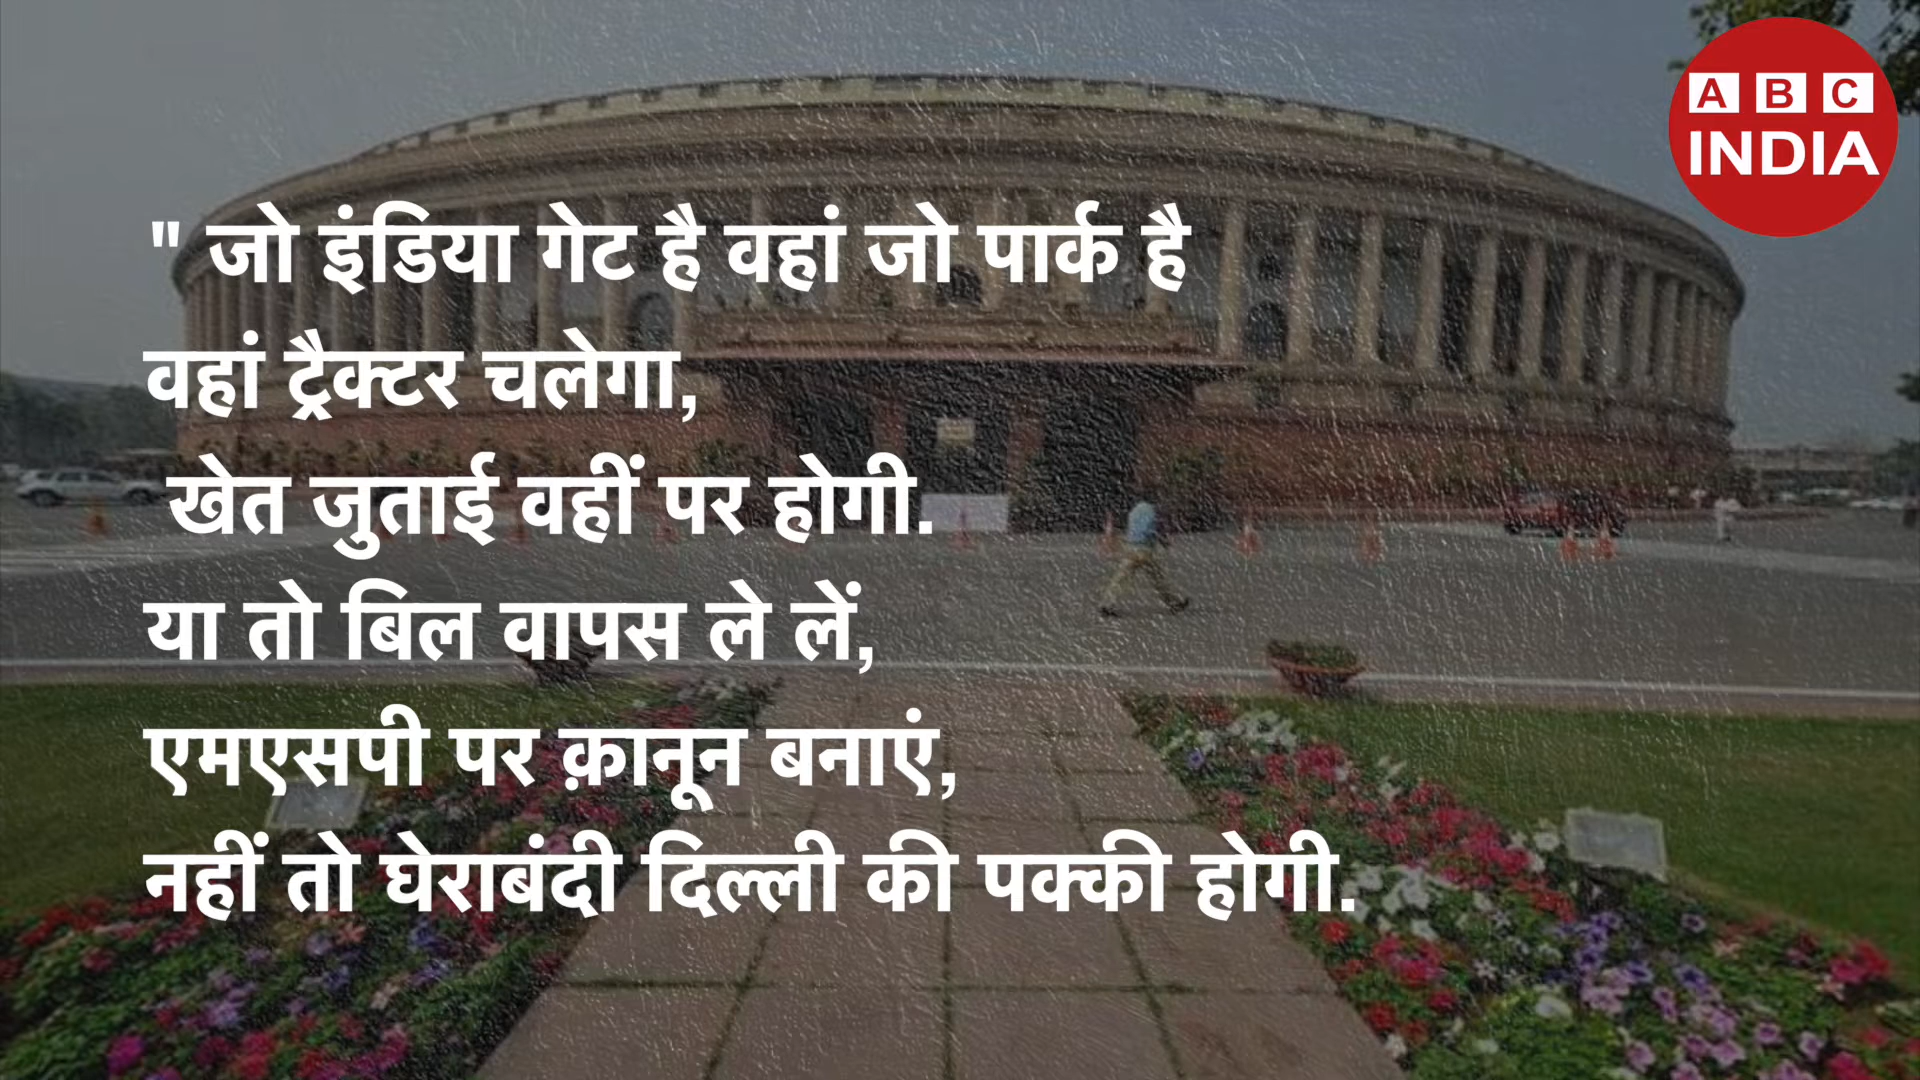 A B C
INDIA
" जो इंडिया गेट है वहां जो पार्क है
वहां ट्रैक्टर चलेगा,
खेत जुताई वहीं पर होगी.
या तो बिल वापस ले लें,
एमएसपी पर क़ानून बनाएं,
नहीं तो घेराबंदी दिल्ली की पक्की होगी.